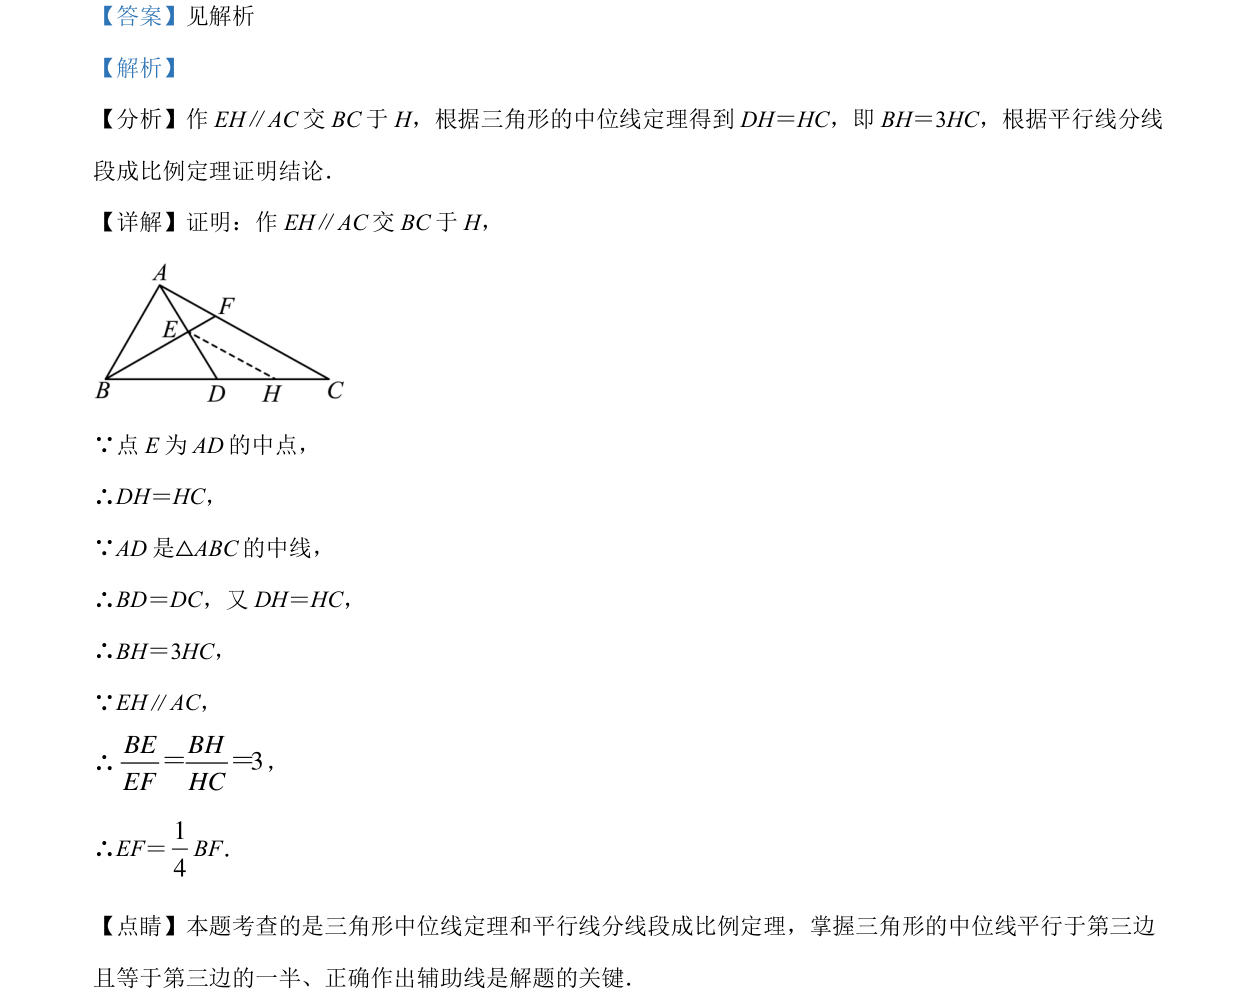 【答案】见解析
【解析】
【分析】作 EH∥AC 交 BC 于 H，根据三角形的中位线定理得到 DH＝HC，即 BH＝3HC，根据平行线分线
段成比例定理证明结论．
【详解】证明：作 EH∥AC 交 BC 于 H，
A
F
E
B D H C
∵点 E 为 AD 的中点，
∴DH＝HC，
∵AD 是△ABC 的中线，
∴BD＝DC，又 DH＝HC，
∴BH＝3HC，
∵EH∥AC，
∴BE/EF=BH/HC=3，
∴EF＝1/4 BF．
【点睛】本题考查的是三角形中位线定理和平行线分线段成比例定理，掌握三角形的中位线平行于第三边
且等于第三边的一半、正确作出辅助线是解题的关键．